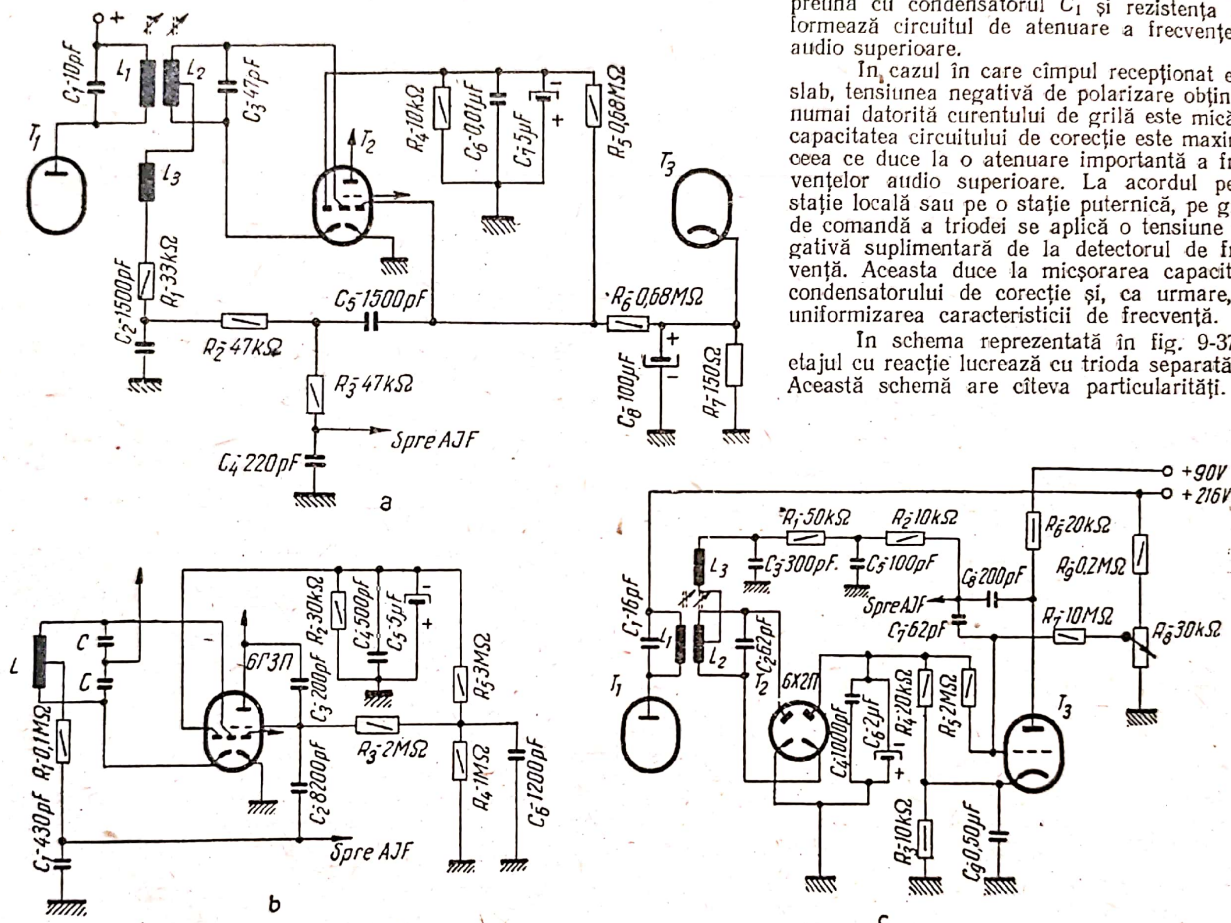 preună cu condensatorul C₁ și rezistența
formează circuitul de atenuare a frecvențe
audio superioare.
In cazul în care cîmpul recepționat e
slab, tensiunea negativă de polarizare obțin
numai datorită curentului de grilă este mică
capacitatea circuitului de corecție este maxim
ceea ce duce la o atenuare importantă a fr
vențelor audio superioare. La acordul pe
stație locală sau pe o stație puternică, pe g
de comandă a triodei se aplică o tensiune
gativă suplimentară de la detectorul de fr
vență. Aceasta duce la micșorarea capacit
condensatorului de corecție și, ca urmare,
uniformizarea caracteristicii de frecvență.
In schema reprezentată în fig. 9-37
etajul cu reacție lucrează cu trioda separată
Această schemă are cîteva particularități.
+
C₁-10pF
L₁
L₂
C₃-47pF
T₁
L₃
R₁-33kΩ
C₂-1500pF
R₂-47kΩ
C₅-1500pF
R₃-47kΩ
Spre AJF
C₄ 220pF
T₂
R₄-10kΩ
C₆-0,01μF
C₇-5μF
-
+
R₅-0,68MΩ
T₃
R₆-0,68MΩ
C₈-100μF
+
-
R₇-150Ω
a
L
C
C
R₁-0,1MΩ
C₁-430pF
6Г3П
C₃-200pF
R₂-30kΩ
C₄ 500pF
C₅-5μF
-
+
R₅-3MΩ
R₃-2MΩ
R₄-1MΩ
C₆-1200pF
C₂-8200pF
Spre AJF
b
+90V
+216V
R₁-50kΩ
R₂-10kΩ
L₃
C₃-300pF.
C₅-100pF
C₈-200pF
Spre AJF
C₇-62pF
R₆-20kΩ
R₉-0,2MΩ
R₇-10MΩ
R₈-30kΩ
C₁-16pF
L₁
L₂
C₂-62pF
T₁
T₂
6Х2П
C₄ 1000pF
C₆-2μF
-
+
R₄-20kΩ
R₅-2MΩ
T₃
R₃-10kΩ
C₉-0,50μF
c